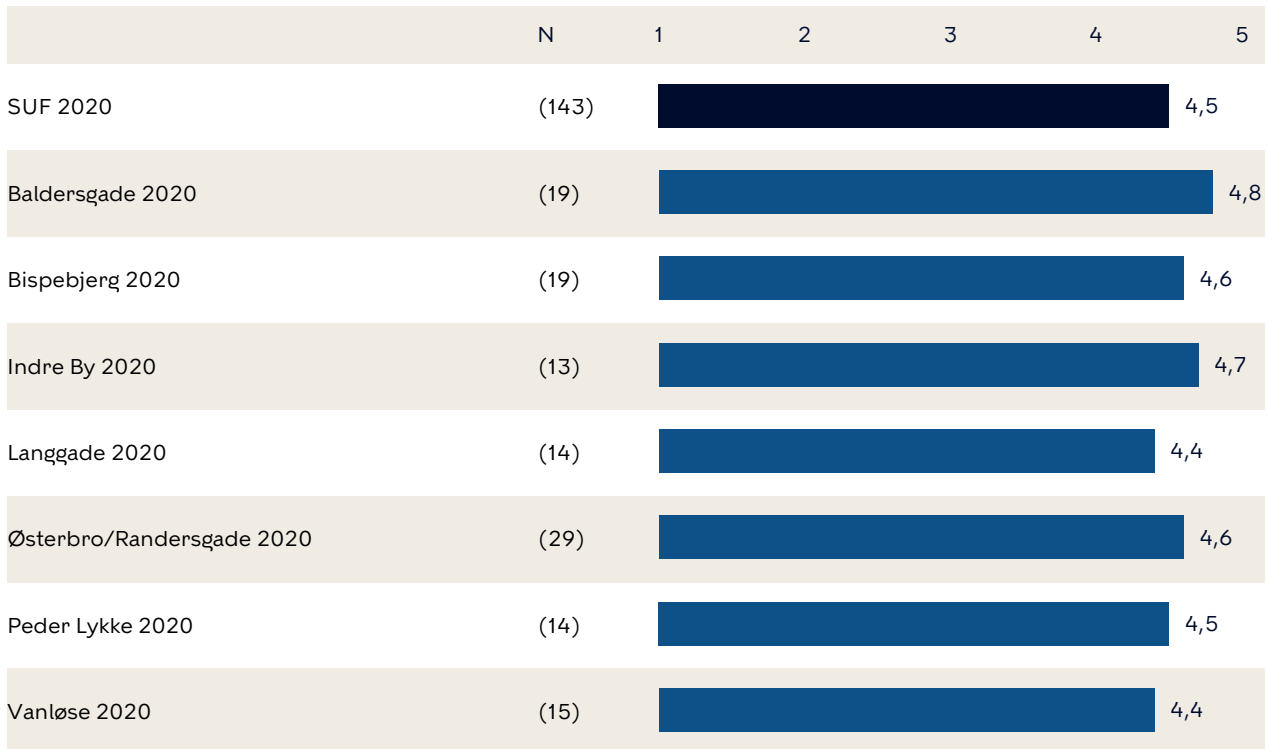 N 1 2 3 4 5
SUF 2020 (143) 4,5
Baldersgade 2020 (19) 4,8
Bispebjerg 2020 (19) 4,6
Indre By 2020 (13) 4,7
Langgade 2020 (14) 4,4
Østerbro/Randersgade 2020 (29) 4,6
Peder Lykke 2020 (14) 4,5
Vanløse 2020 (15) 4,4